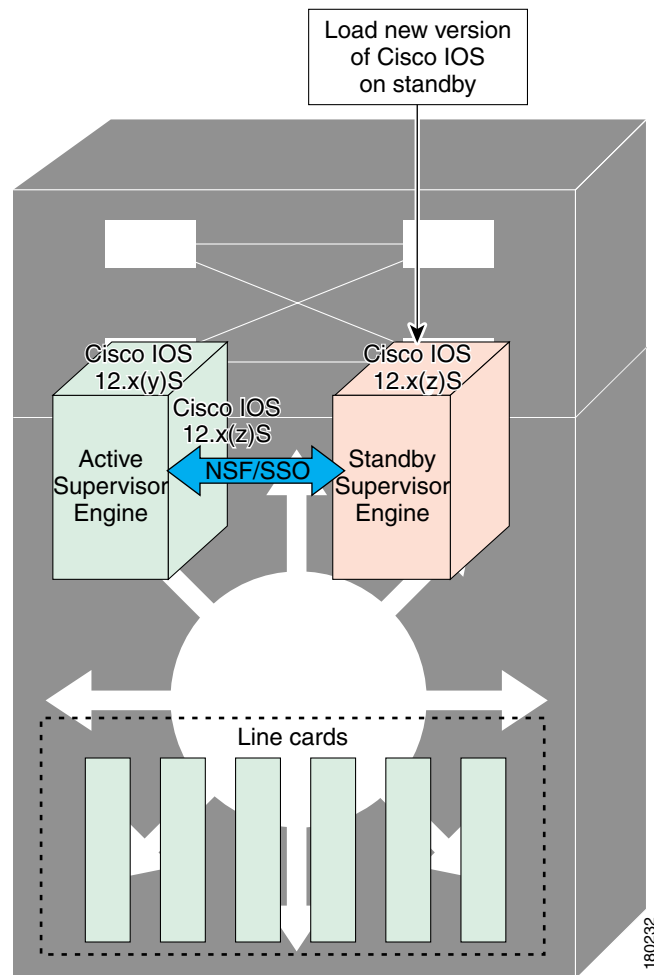 Load new version
of Cisco IOS
on standby
Cisco IOS
12.x(y)S
Cisco IOS
12.x(z)S
Cisco IOS
12.x(z)S
Active
Supervisor
Engine
NSF/SSO
Standby
Supervisor
Engine
Line cards
180232